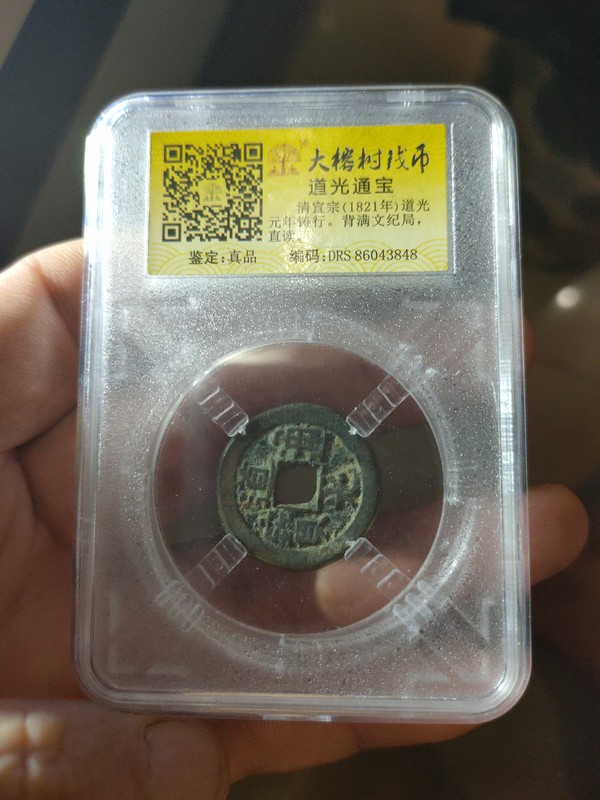 大榕树钱币
道光通宝
清宣宗(1821年)道光
元年铸行。背满文纪局，
直读。
鉴定:真品 编码:DRS 86043848